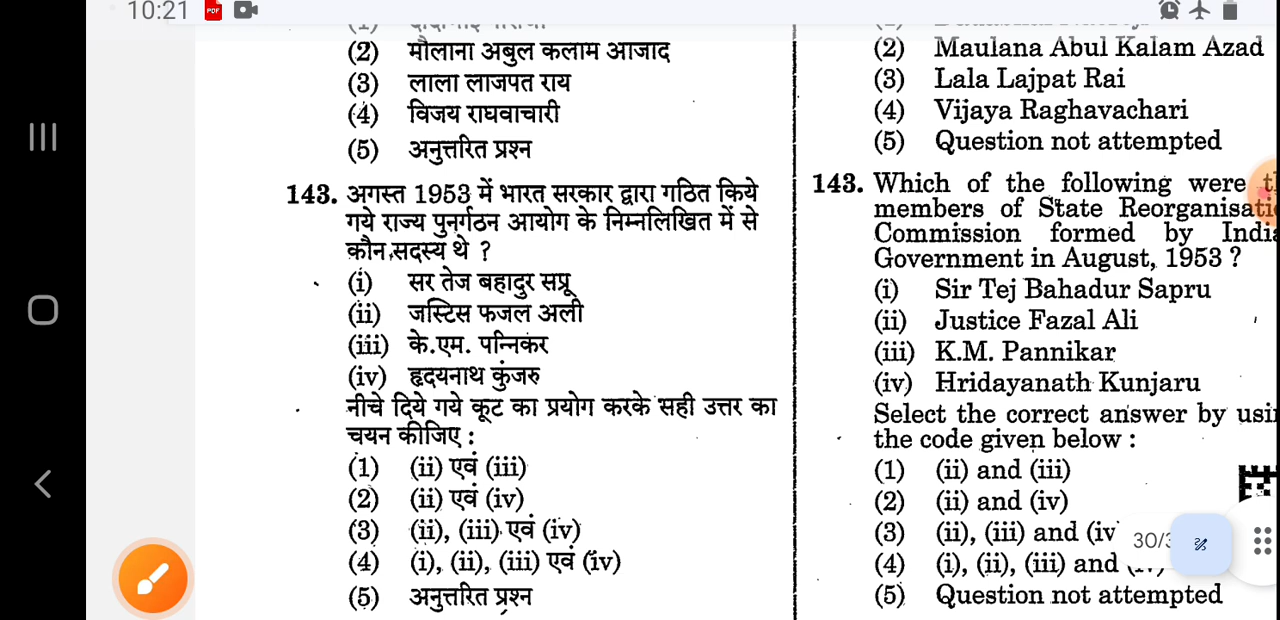 10:21
PDF
(2) मौलाना अबुल कलाम आजाद
(3) लाला लाजपत राय
(4) विजय राघवाचारी
(5) अनुत्तरित प्रश्न
143. अगस्त 1953 में भारत सरकार द्वारा गठित किये
गये राज्य पुनर्गठन आयोग के निम्नलिखित में से
कौन सदस्य थे ?
(i) सर तेज बहादुर सप्रू
(ii) जस्टिस फजल अली
(iii) के.एम. पन्निकर
(iv) हृदयनाथ कुंजरु
नीचे दिये गये कूट का प्रयोग करके सही उत्तर का
चयन कीजिए :
(1) (ii) एवं (iii)
(2) (ii) एवं (iv)
(3) (ii), (iii) एवं (iv)
(4) (i), (ii), (iii) एवं (iv)
(5) अनुत्तरित प्रश्न
(2) Maulana Abul Kalam Azad
(3) Lala Lajpat Rai
(4) Vijaya Raghavachari
(5) Question not attempted
143. Which of the following were
members of State
Commission formed by
Government in August, 1953 ?
(i) Sir Tej Bahadur Sapru
(ii) Justice Fazal Ali
(iii) K.M. Pannikar
(iv) Hridayanath Kunjaru
Select the correct answer by
the code given below :
(1) (ii) and (iii)
(2) (ii) and (iv)
(3) (ii), (iii) and (iv
(4) (i), (ii), (iii) and
(5) Question not attempted
30/3